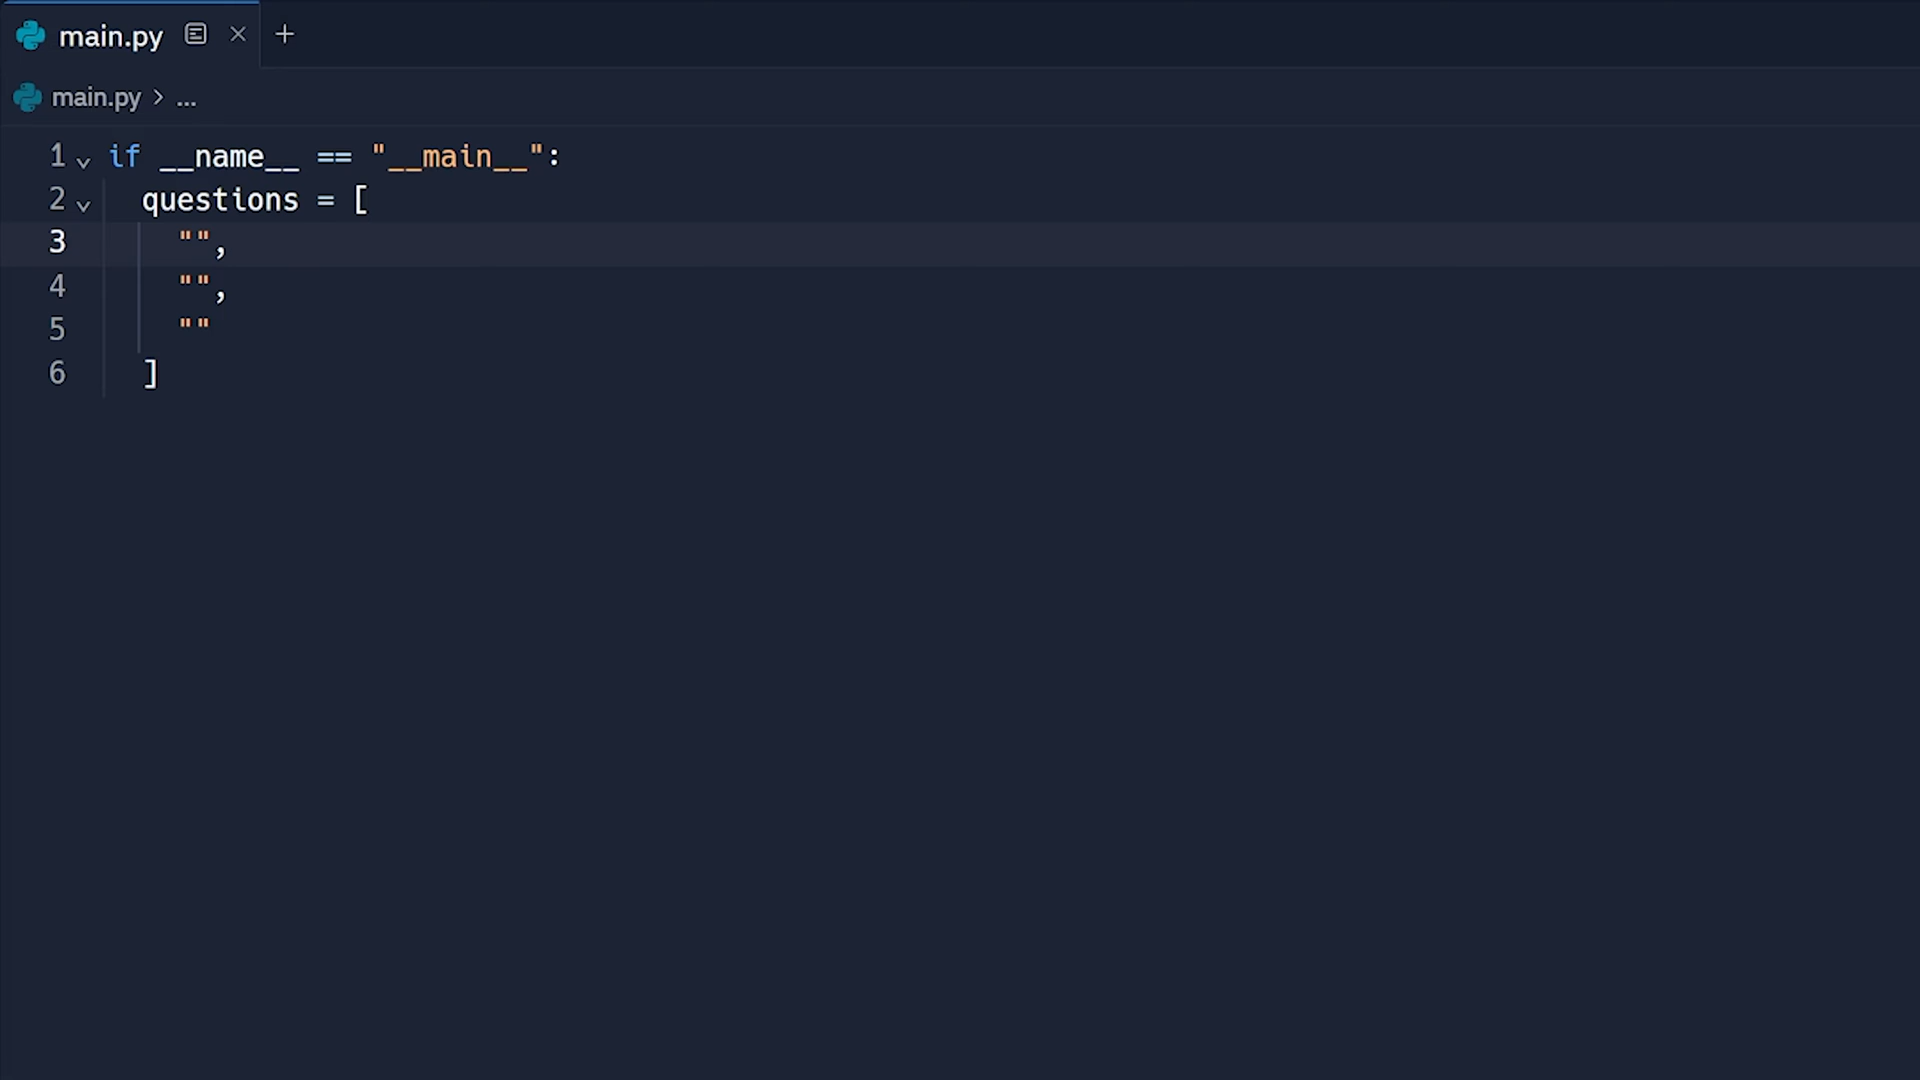 main.py
main.py > ...
1 if __name__ == "__main__":
2 questions = [
3 "",
4 "",
5 ""
6 ]